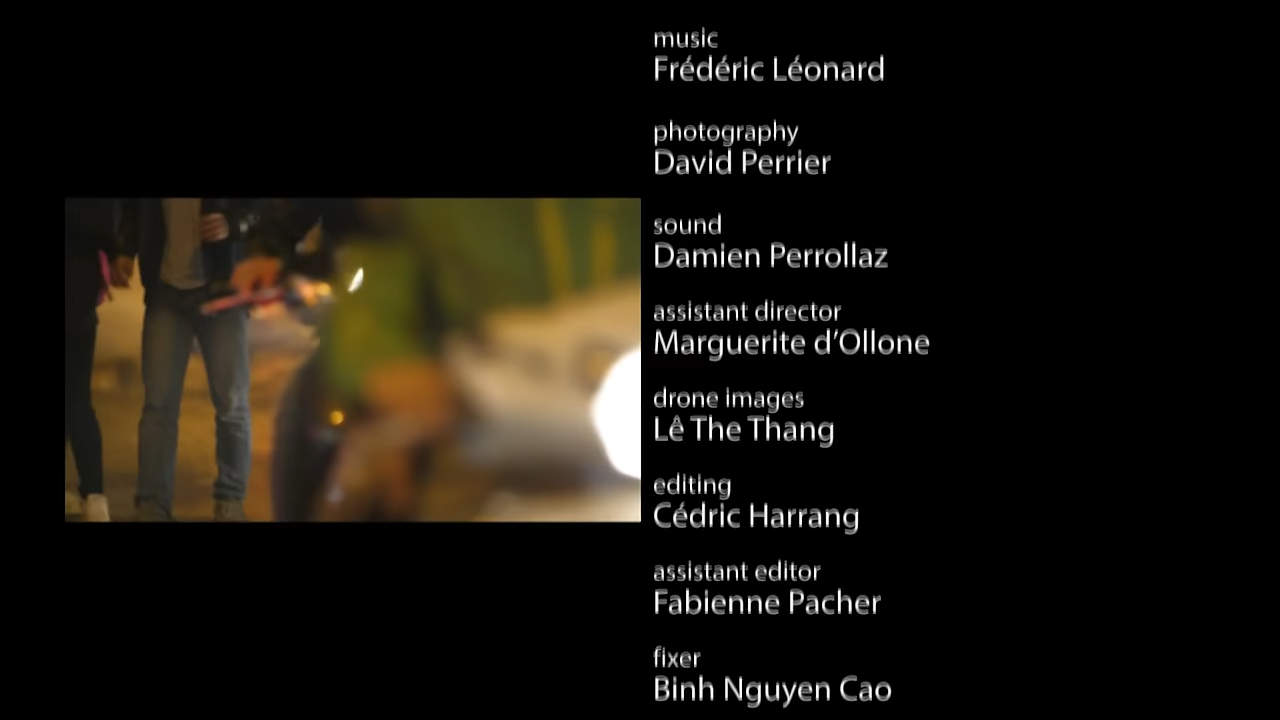 music
Frédéric Léonard
photography
David Perrier
sound
Damien Perrollaz
assistant director
Marguerite d’Ollone
drone images
Lê The Thang
editing
Cédric Harrang
assistant editor
Fabienne Pacher
fixer
Binh Nguyen Cao